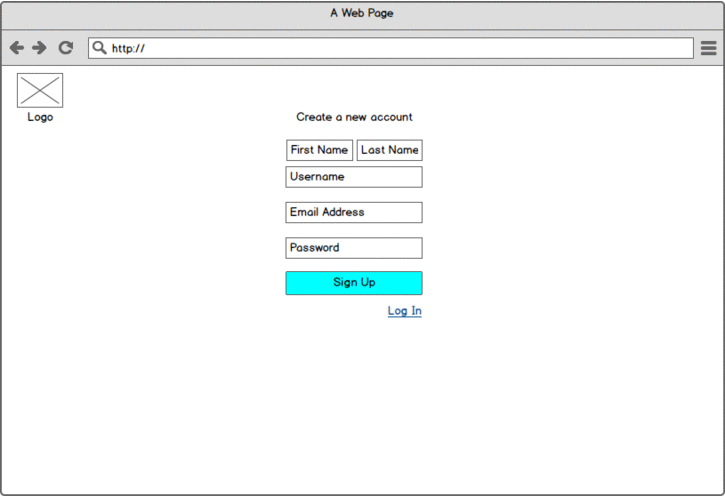 A Web Page
http://
Logo
Create a new account
First Name Last Name
Username
Email Address
Password
Sign Up
Log In